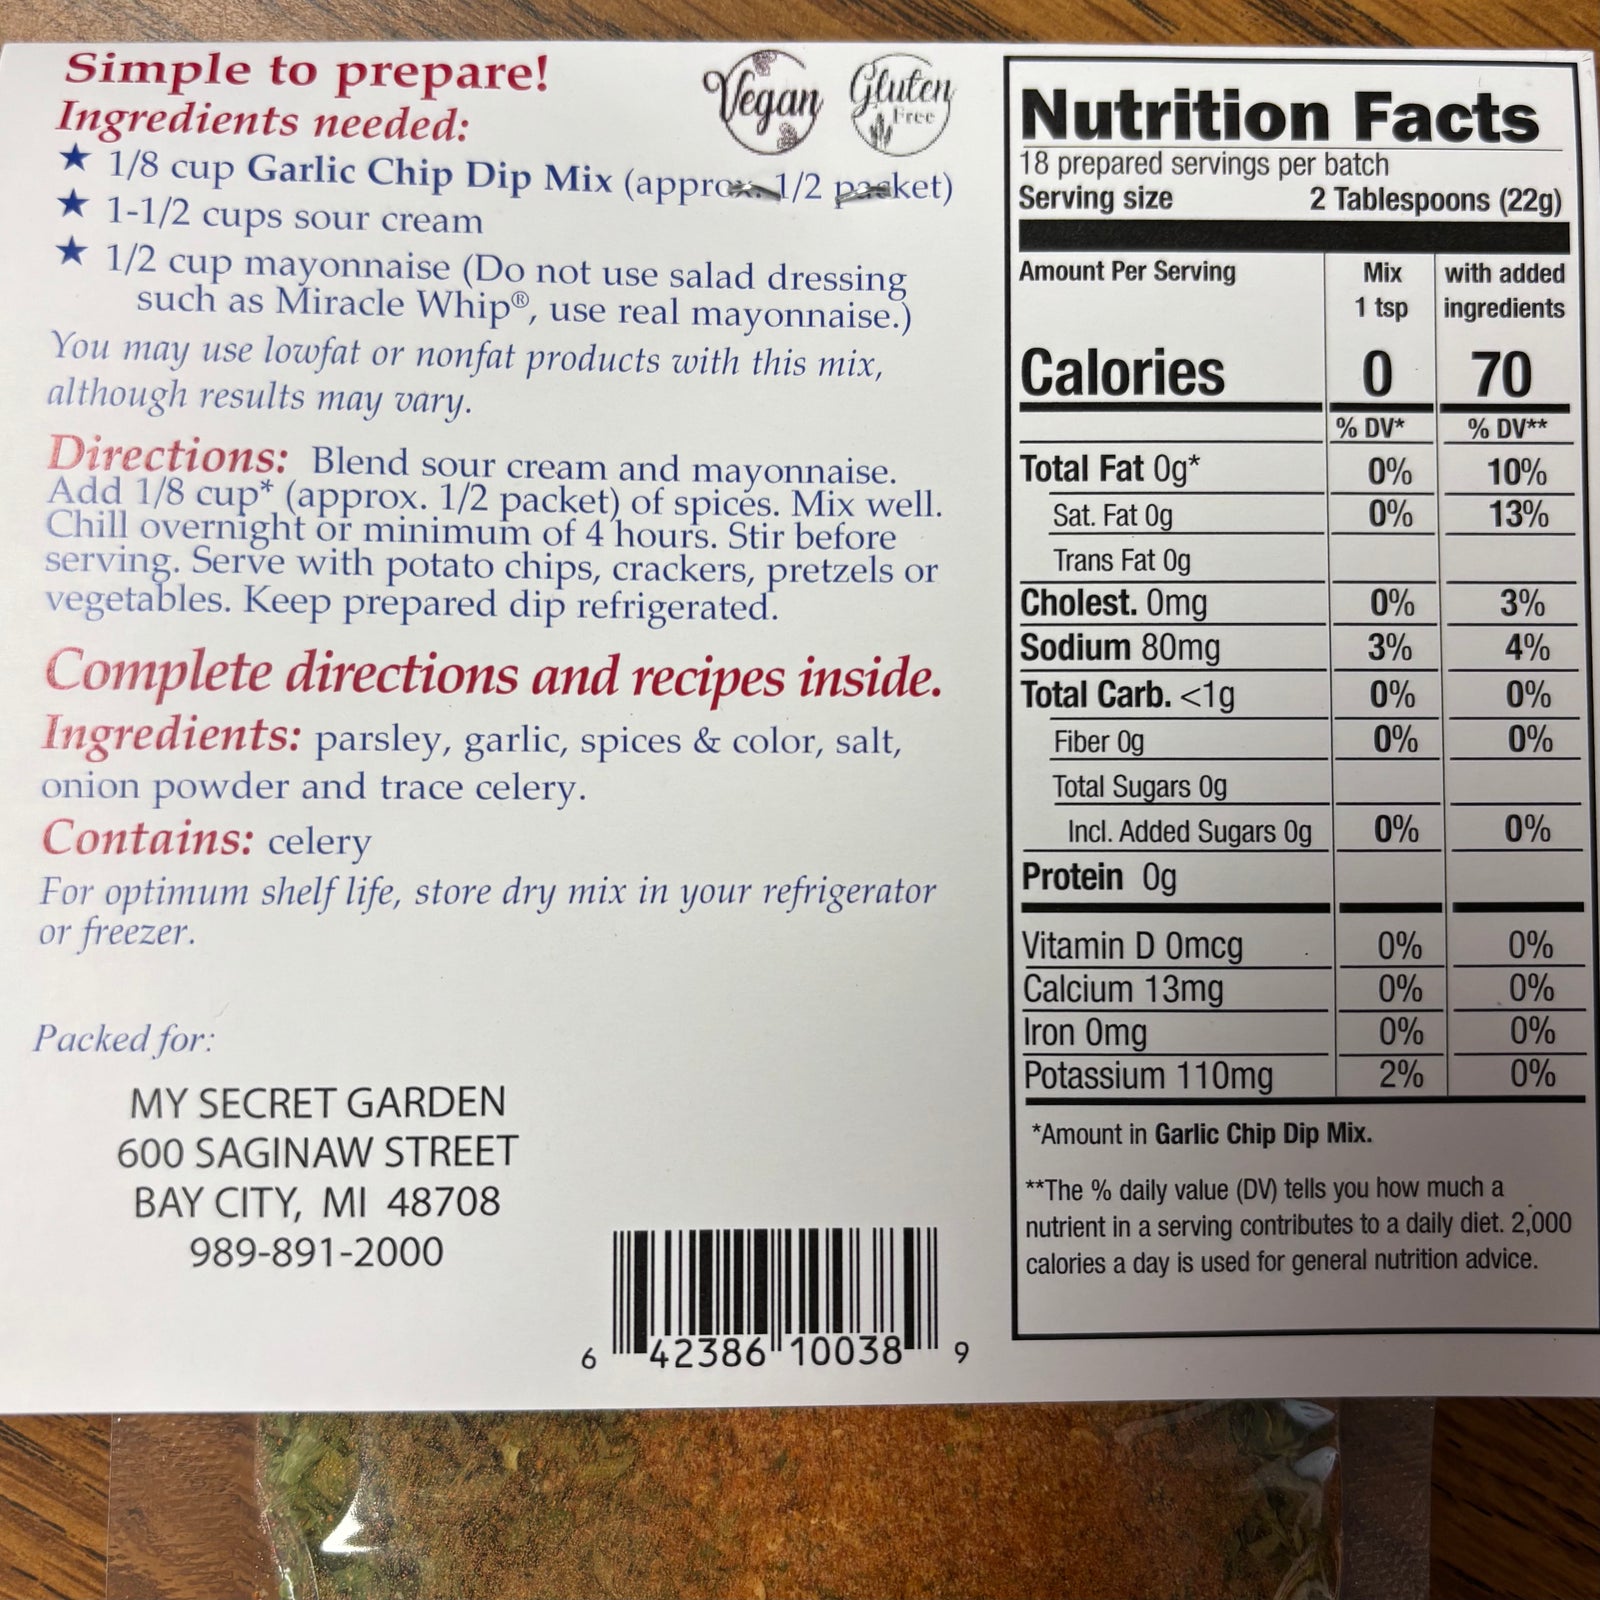 Simple to prepare!
Ingredients needed:
★ 1/8 cup Garlic Chip Dip Mix (approx. 1/2 packet)
★ 1-1/2 cups sour cream
★ 1/2 cup mayonnaise (Do not use salad dressing
such as Miracle Whip®, use real mayonnaise.)
You may use lowfat or nonfat products with this mix,
although results may vary.
Directions: Blend sour cream and mayonnaise.
Add 1/8 cup* (approx. 1/2 packet) of spices. Mix well.
Chill overnight or minimum of 4 hours. Stir before
serving. Serve with potato chips, crackers, pretzels or
vegetables. Keep prepared dip refrigerated.
Complete directions and recipes inside.
Ingredients: parsley, garlic, spices & color, salt,
onion powder and trace celery.
Contains: celery
For optimum shelf life, store dry mix in your refrigerator
or freezer.
Packed for:
MY SECRET GARDEN
600 SAGINAW STREET
BAY CITY, MI 48708
989-891-2000
6 42386 10038 9
Vegan
Gluten
Free
Nutrition Facts
18 prepared servings per batch
Serving size 2 Tablespoons (22g)
Amount Per Serving Mix with added
1 tsp ingredients
Calories 0 70
% DV* % DV**
Total Fat 0g* 0% 10%
Sat. Fat 0g 0% 13%
Trans Fat 0g
Cholest. 0mg 0% 3%
Sodium 80mg 3% 4%
Total Carb. <1g 0% 0%
Fiber 0g 0% 0%
Total Sugars 0g
Incl. Added Sugars 0g 0% 0%
Protein 0g
Vitamin D 0mcg 0% 0%
Calcium 13mg 0% 0%
Iron 0mg 0% 0%
Potassium 110mg 2% 0%
*Amount in Garlic Chip Dip Mix.
**The % daily value (DV) tells you how much a
nutrient in a serving contributes to a daily diet. 2,000
calories a day is used for general nutrition advice.